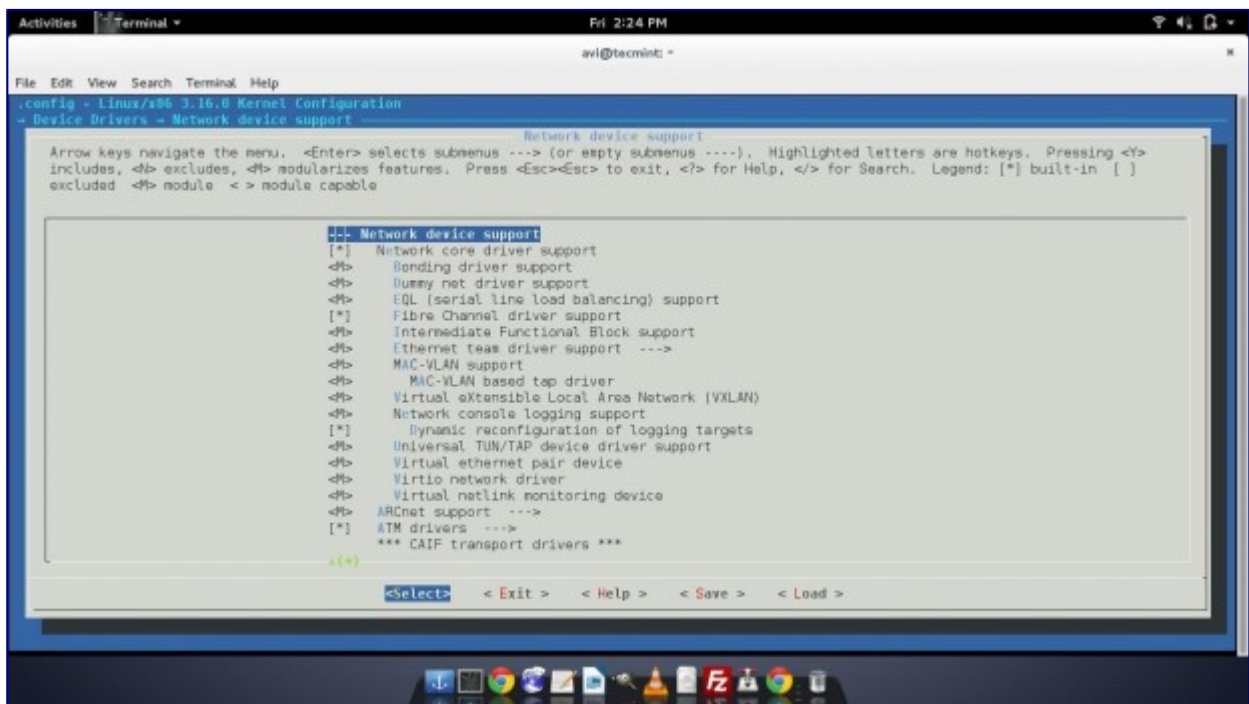 Activities Terminal Fri 2:24 PM
avi@tecmint: ~
File Edit View Search Terminal Help
.config - Linux/x86 3.16.0 Kernel Configuration
→ Device Drivers → Network device support
Network device support
Arrow keys navigate the menu. <Enter> selects submenus ---> (or empty submenus ----). Highlighted letters are hotkeys. Pressing <Y>
includes, <N> excludes, <M> modularizes features. Press <Esc><Esc> to exit, <?> for Help, </> for Search. Legend: [*] built-in [ ]
excluded <M> module < > module capable
--- Network device support
[*] Network core driver support
<M> Bonding driver support
<M> Dummy net driver support
<M> EQL (serial line load balancing) support
[*] Fibre Channel driver support
<M> Intermediate Functional Block support
<M> Ethernet team driver support --->
<M> MAC-VLAN support
<M> MAC-VLAN based tap driver
<M> Virtual eXtensible Local Area Network (VXLAN)
<M> Network console logging support
[*] Dynamic reconfiguration of logging targets
<M> Universal TUN/TAP device driver support
<M> Virtual ethernet pair device
<M> Virtio network driver
<M> Virtual netlink monitoring device
<M> ARCnet support --->
[*] ATM drivers --->
*** CAIF transport drivers ***
↓(+)
<Select> < Exit > < Help > < Save > < Load >
Fz